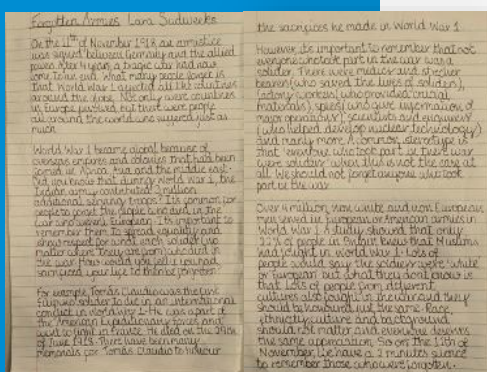 Forgotten Armies Lara Sudweeks
On the 11th of November 1918, an armistice
was signed between Germany and the allied
powers. After 4 years, a tragic war had now
come to an end. What many people forget is
that World War 1 affected all the countries
around the globe. Not only were countries
in Europe involved, but there were people
all around the world who suffered just as
much.
World War 1 became global because of
overseas empires and colonies that had been
formed in Africa, Asia and the middle east.
Did you know that during World War 1, the
Indian army contributed 2 million
additional serving troops? It's common for
people to forget the people who died in the
war who weren't European. It's important to
remember them to spread equality and
show respect for what each soldier (no
matter where they are from) sacrificed in
the war. How would you feel if you had
sacrificed your life to then be forgotten?
For example, Tomás Claudio was the first
Filipino soldier to die in an international
conflict in World War 1. He was a part of
the American Expeditionary Forces and
went to fight in France. He died on the 29th
of June 1918. There have been many
memorials for Tomás Claudio to honour
the sacrifices he made in World War 1
However, its important to remember that not
everyone who took part in the war was a
soldier. There were medics and stretcher
bearers (who saved the lives of soldiers),
factory workers (who provided crucial
materials), spies (who give information of
major operations), scientists and engineers
(who helped develop nuclear technology)
and many more. A common stereotype is
that 'everybody who took part in the war
were soldiers' when this is not the case at
all. We should not forget anyone who took
part in the war.
Over 4 million non white and non European
men served in European or American armies in
World War 1. A study showed that only
22% of people in Britain knew that Muslims
had fought in World War 1. Lots of
people would say the soldiers were 'white'
or European but what they don't know is
that lots of people from different
cultures also fought in the war and they
should be honoured just the same. Race,
ethnicity, culture and background
should not matter and everyone deserves
the same appreciation. So on the 11th of
November, we have a 2 minutes silence
to remember those who were forgotten.